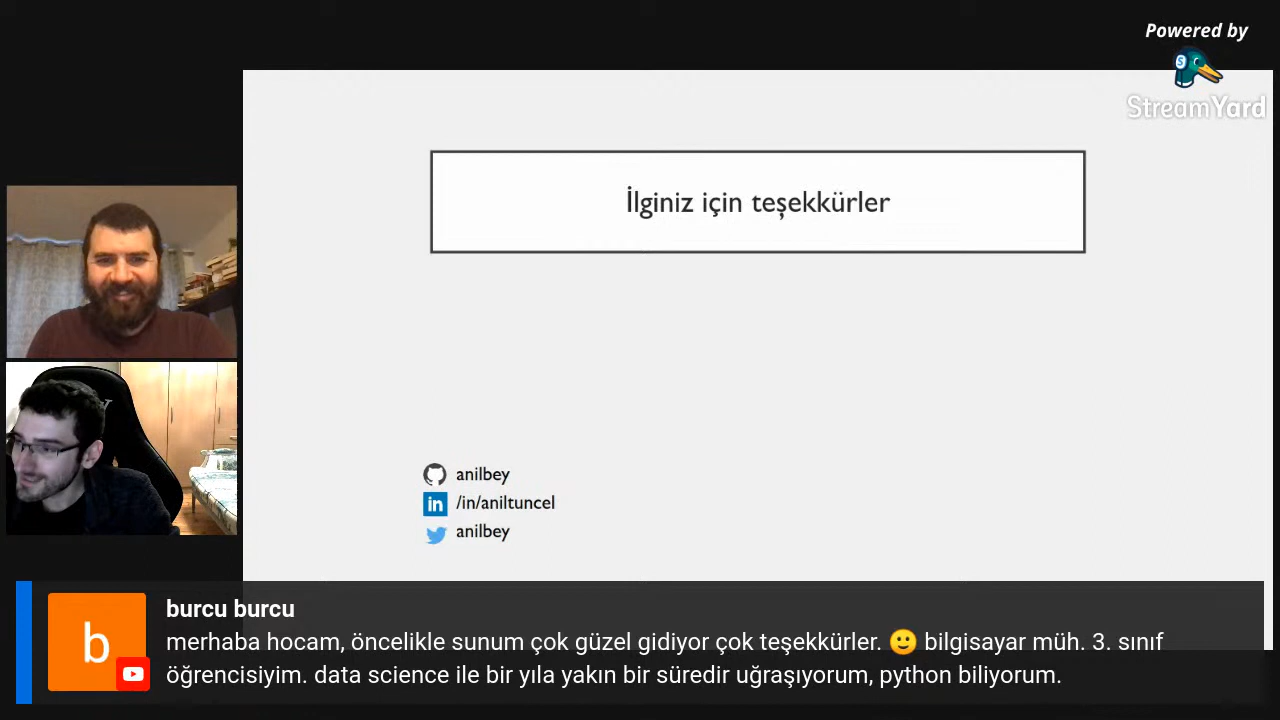 Powered by
StreamYard
İlginiz için teşekkürler
anilbey
in /in/aniltuncel
anilbey
b
burcu burcu
merhaba hocam, öncelikle sunum çok güzel gidiyor çok teşekkürler. 🙂 bilgisayar müh. 3. sınıf
öğrencisiyim. data science ile bir yıla yakın bir süredir uğraşıyorum, python biliyorum.